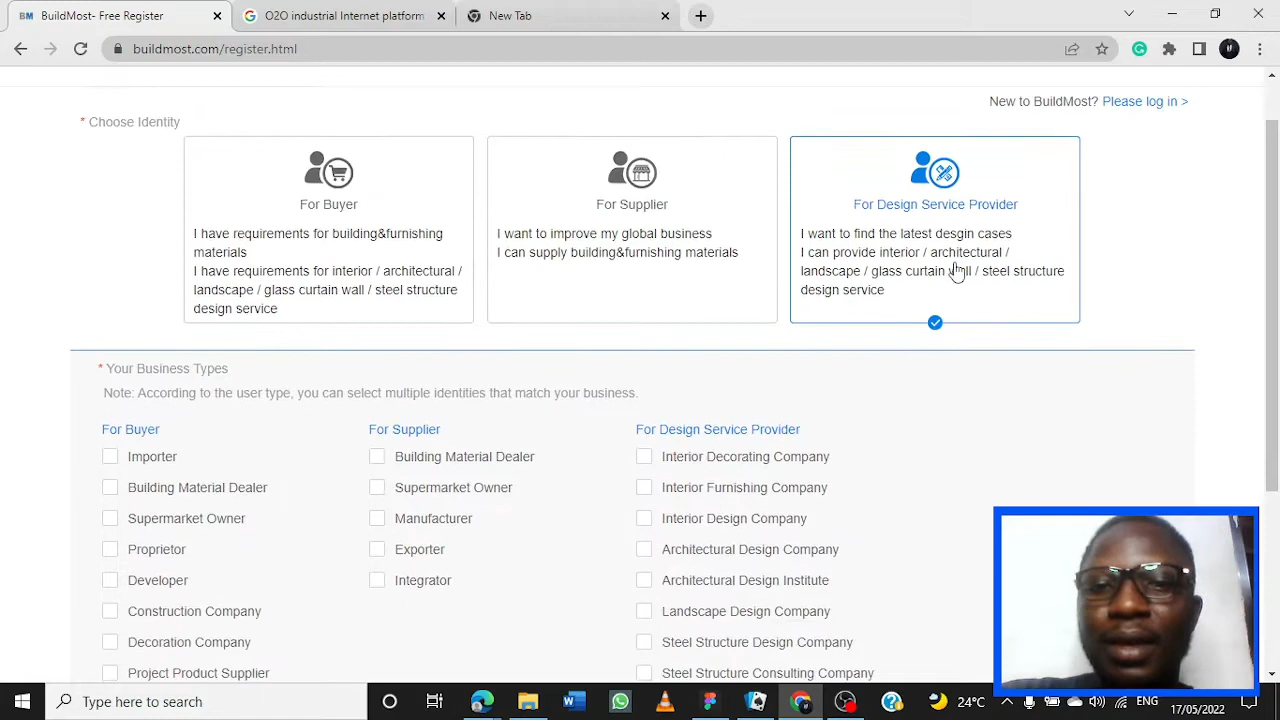 BM BuildMost - Free Register
O2O industrial Internet platform
New Tab
buildmost.com/register.html
New to BuildMost? Please log in >
* Choose Identity
For Buyer
I have requirements for building&furnishing
materials
I have requirements for interior / architectural /
landscape / glass curtain wall / steel structure
design service
For Supplier
I want to improve my global business
I can supply building&furnishing materials
For Design Service Provider
I want to find the latest desgin cases
I can provide interior / architectural /
landscape / glass curtain wall / steel structure
design service
* Your Business Types
Note: According to the user type, you can select multiple identities that match your business.
For Buyer
Importer
Building Material Dealer
Supermarket Owner
Proprietor
Developer
Construction Company
Decoration Company
Project Product Supplier
For Supplier
Building Material Dealer
Supermarket Owner
Manufacturer
Exporter
Integrator
For Design Service Provider
Interior Decorating Company
Interior Furnishing Company
Interior Design Company
Architectural Design Company
Architectural Design Institute
Landscape Design Company
Steel Structure Design Company
Steel Structure Consulting Company
Type here to search
24°C
ENG
17/05/2022